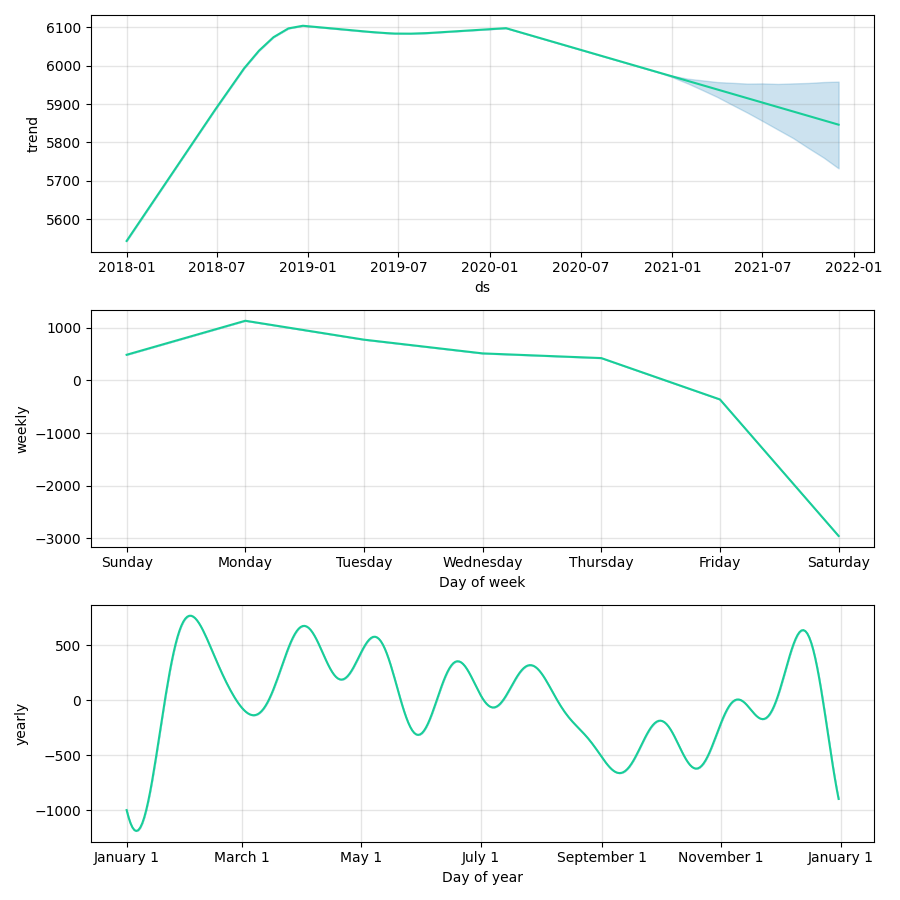 6100
6000
5900
5800
5700
5600
trend
2018-01 2018-07 2019-01 2019-07 2020-01 2020-07 2021-01 2021-07 2022-01
ds
1000
0
−1000
−2000
−3000
weekly
Sunday Monday Tuesday Wednesday Thursday Friday Saturday
Day of week
500
0
−500
−1000
yearly
January 1 March 1 May 1 July 1 September 1 November 1 January 1
Day of year